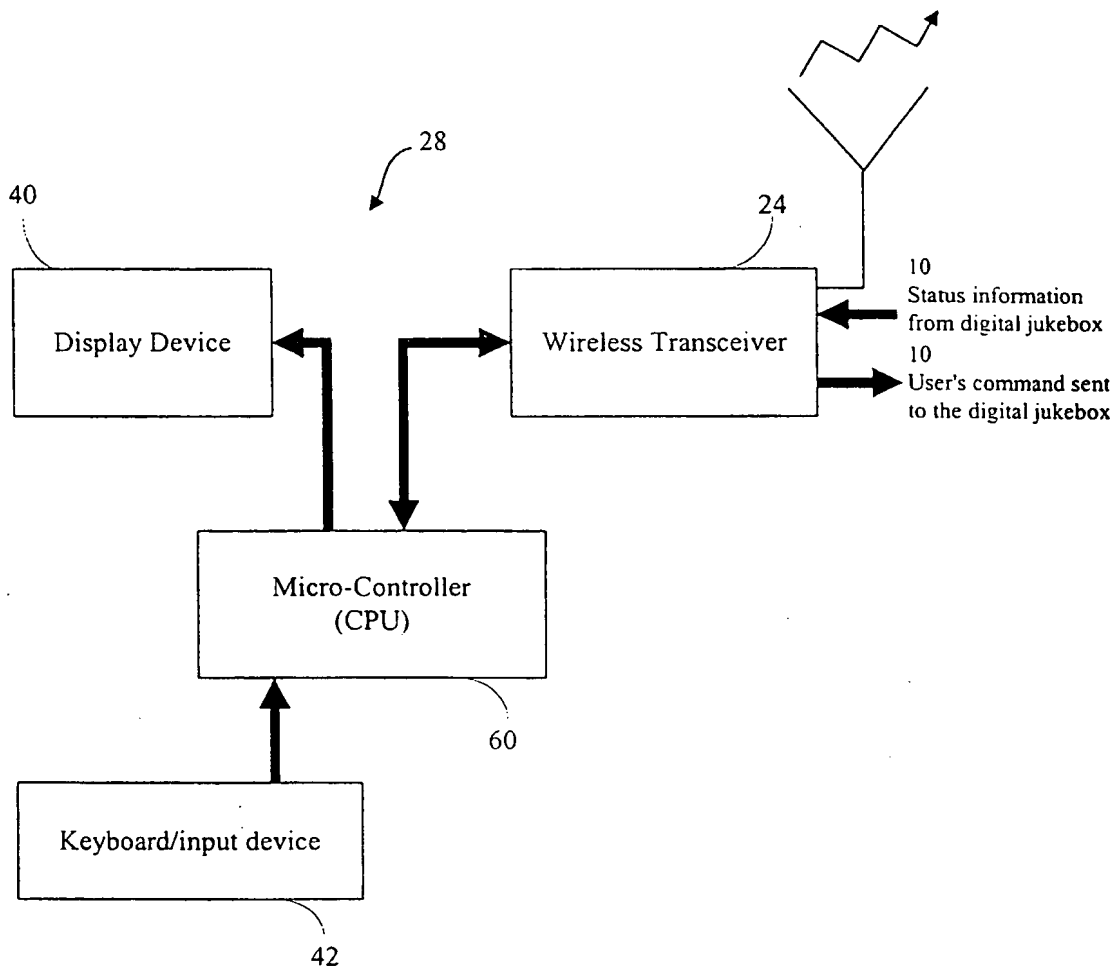 28
40
24
Display Device
Wireless Transceiver
10
Status information
from digital jukebox
10
User's command sent
to the digital jukebox
Micro-Controller
(CPU)
60
Keyboard/input device
42